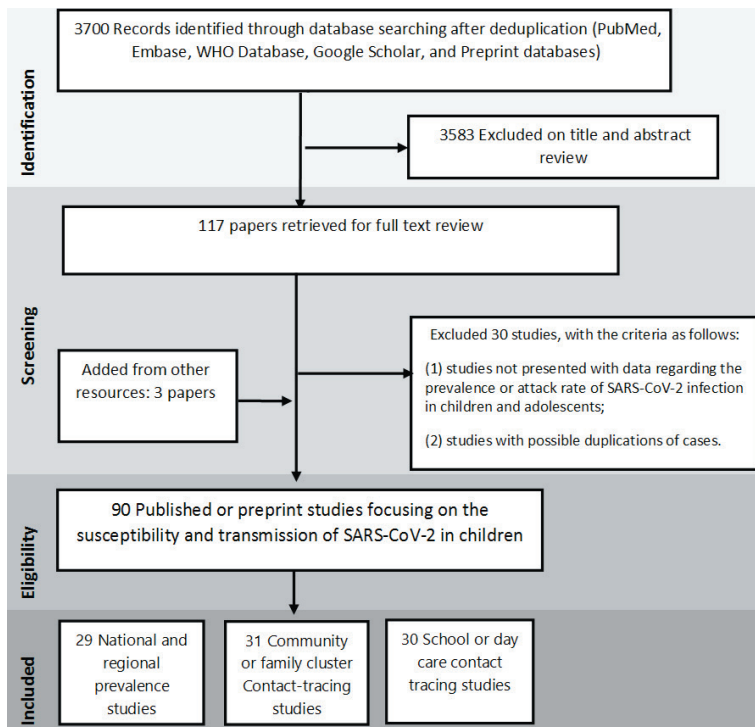 Identification
3700 Records identified through database searching after deduplication (PubMed,
Embase, WHO Database, Google Scholar, and Preprint databases)
3583 Excluded on title and abstract
review
Screening
117 papers retrieved for full text review
Added from other
resources: 3 papers
Excluded 30 studies, with the criteria as follows:
(1) studies not presented with data regarding the
prevalence or attack rate of SARS-CoV-2 infection
in children and adolescents;
(2) studies with possible duplications of cases.
Eligibility
90 Published or preprint studies focusing on the
susceptibility and transmission of SARS-CoV-2 in children
Included
29 National and
regional
prevalence
studies
31 Community
or family cluster
Contact-tracing
studies
30 School or day
care contact
tracing studies